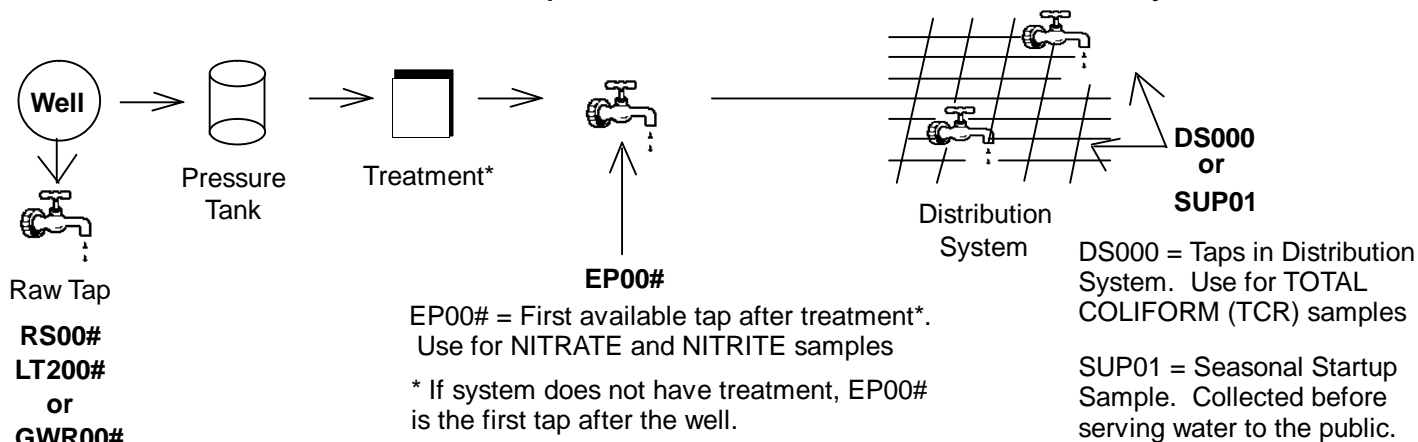 Well
Pressure
Tank
Treatment*
Raw Tap
RS00#
LT200#
or
GWR00#
EP00#
EP00# = First available tap after treatment*.
Use for NITRATE and NITRITE samples
* If system does not have treatment, EP00#
is the first tap after the well.
Distribution
System
DS000
or
SUP01
DS000 = Taps in Distribution
System. Use for TOTAL
COLIFORM (TCR) samples
SUP01 = Seasonal Startup
Sample. Collected before
serving water to the public.